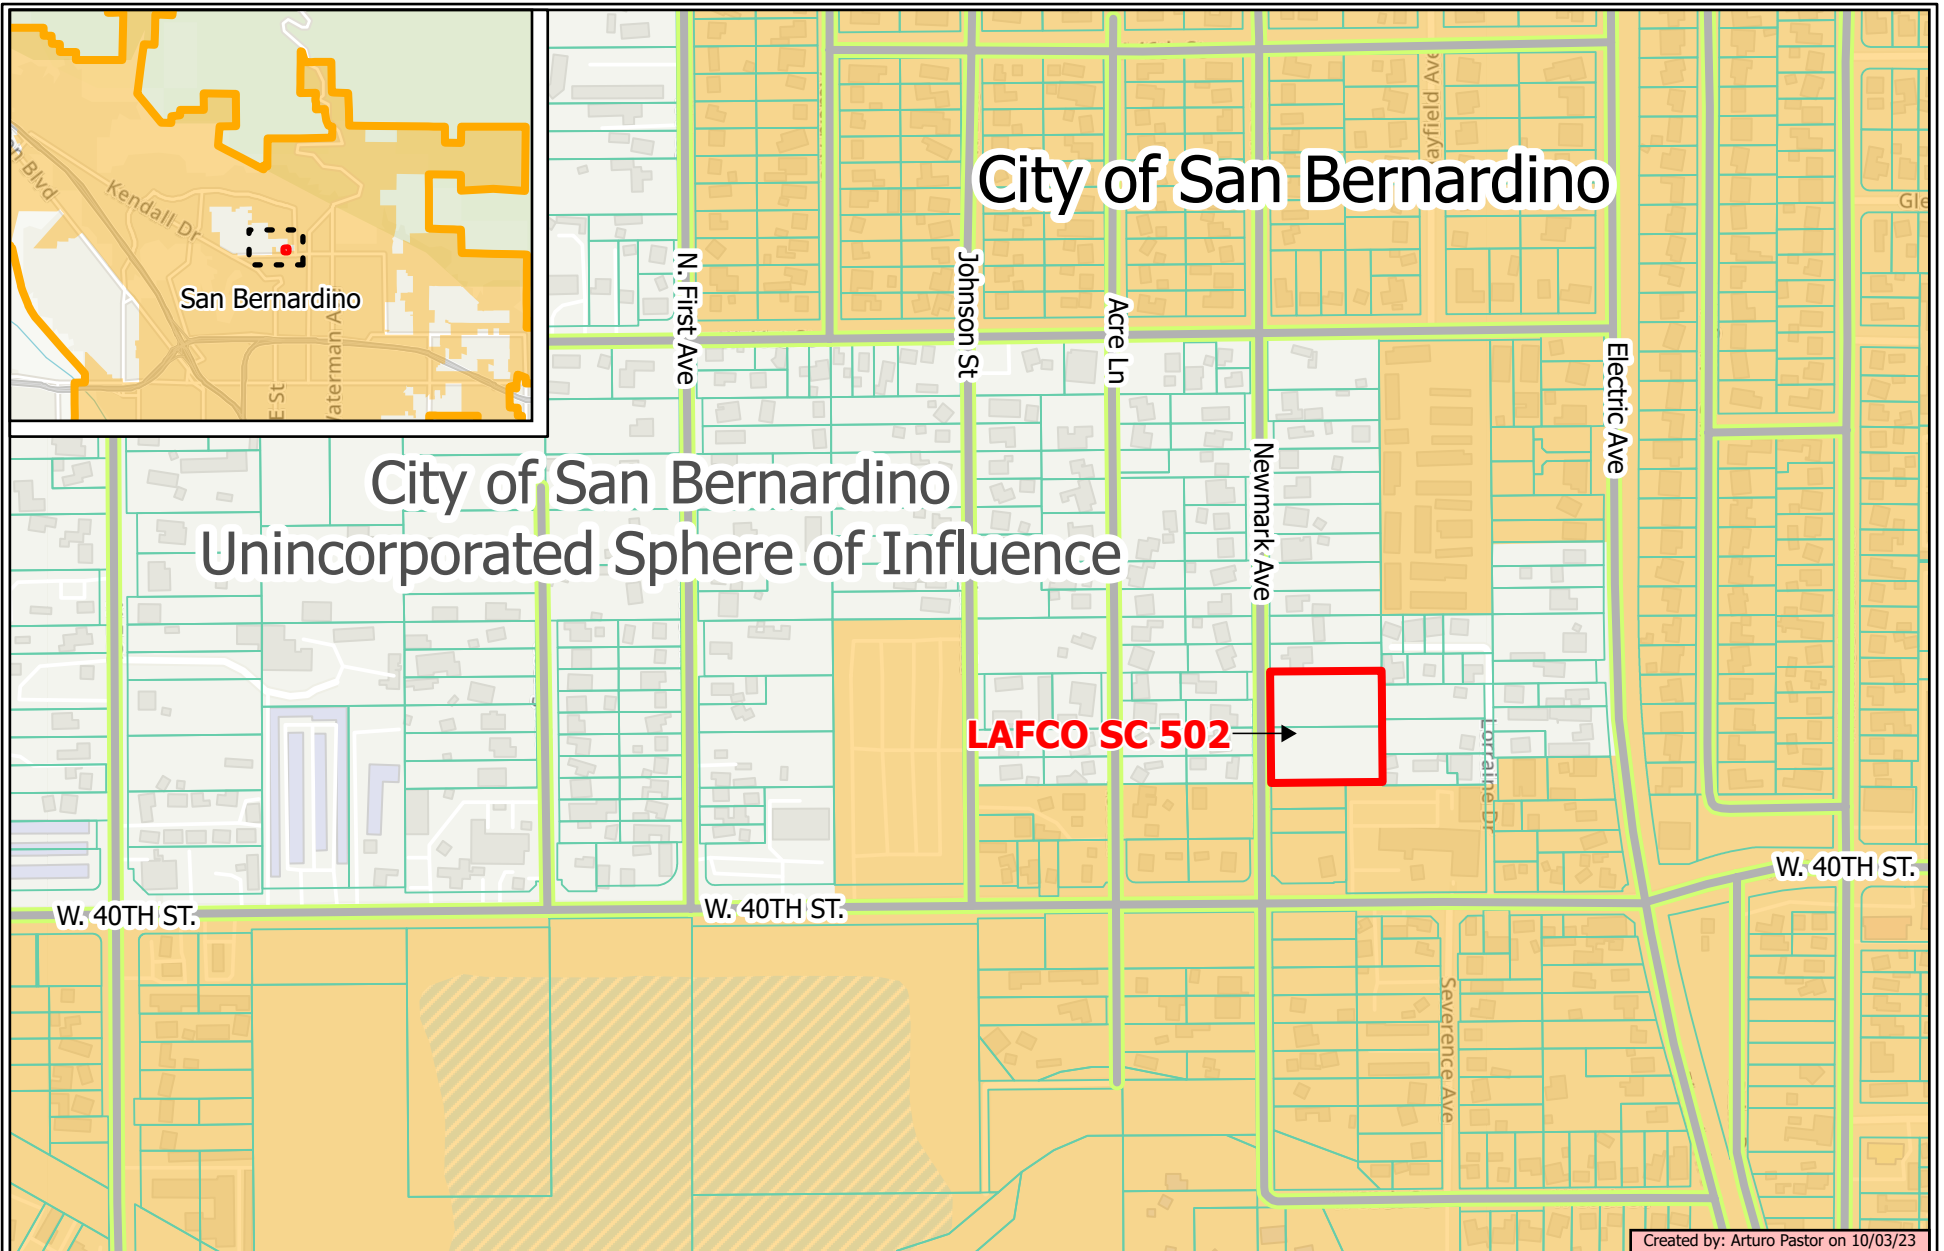 Kendall Dr
San Bernardino
E St
City of San Bernardino
N. First Ave
Johnson St
Acre Ln
Newmark Ave
Electric Ave
City of San Bernardino
Unincorporated Sphere of Influence
LAFCO SC 502
Lorraine Dr
W. 40TH ST.
W. 40TH ST.
W. 40TH ST.
Severence Ave
Created by: Arturo Pastor on 10/03/23